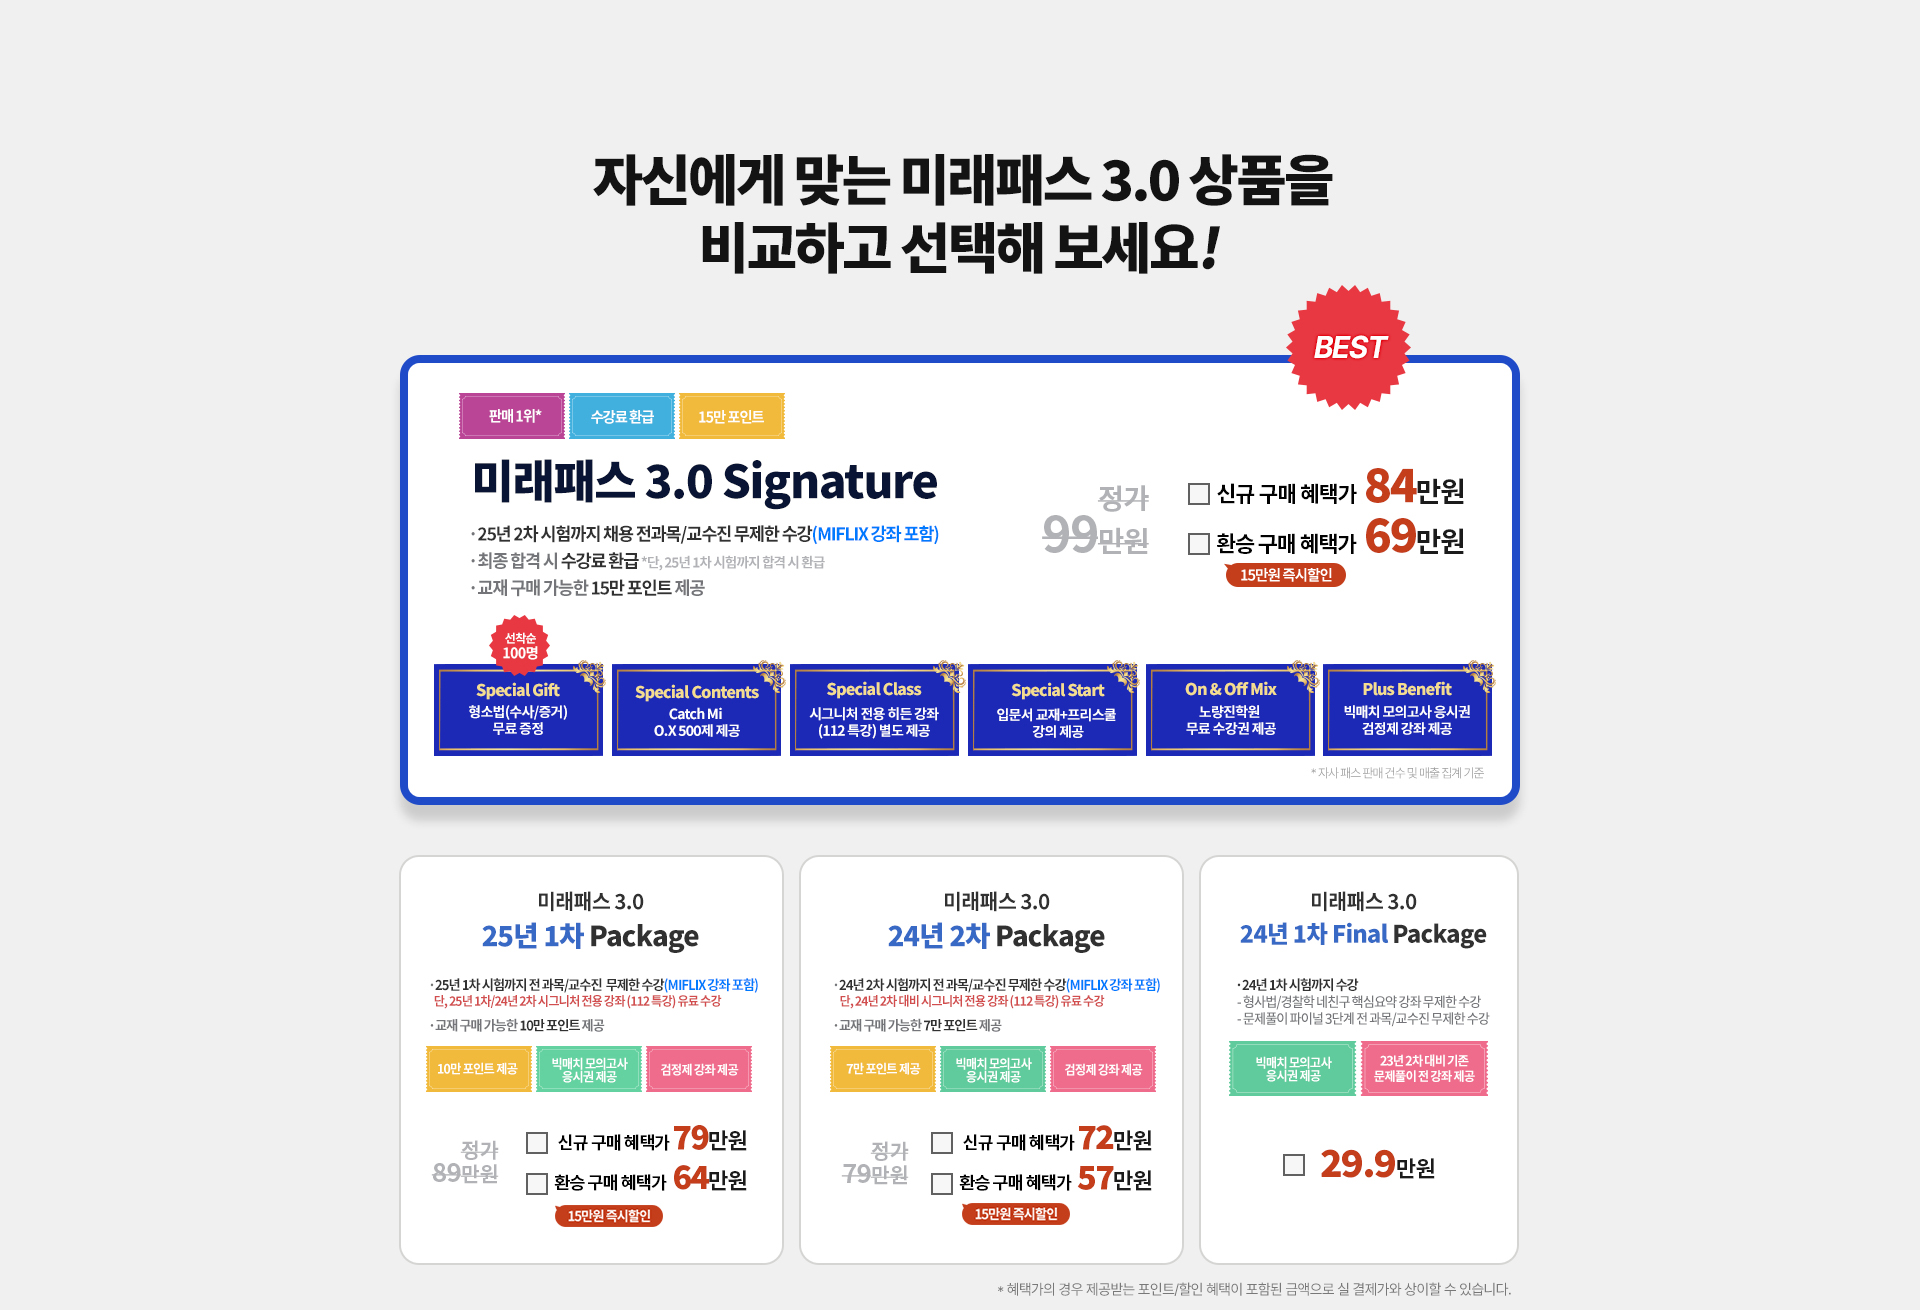 자신에게 맞는 미래패스 3.0 상품을
비교하고 선택해 보세요!
BEST
판매 1위*
수강료 환급
15만 포인트
미래패스 3.0 Signature
· 25년 2차 시험까지 채용 전과목/교수진 무제한 수강(MIFLIX 강좌 포함)
· 최종 합격 시 수강료 환급 *단, 25년 1차 시험까지 합격 시 환급
· 교재 구매 가능한 15만 포인트 제공
정가
99만원
신규 구매 혜택가 84만원
환승 구매 혜택가 69만원
15만원 즉시할인
선착순
100명
Special Gift
형소법(수사/증거)
무료 증정
Special Contents
Catch Mi
O.X 500제 제공
Special Class
시그니처 전용 히든 강좌
(112 특강) 별도 제공
Special Start
입문서 교재+프리스쿨
강의 제공
On & Off Mix
노량진학원
무료 수강권 제공
Plus Benefit
빅매치 모의고사 응시권
검정제 강좌 제공
* 자사 패스 판매 건수 및 매출 집계 기준
미래패스 3.0
25년 1차 Package
· 25년 1차 시험까지 전 과목/교수진 무제한 수강(MIFLIX 강좌 포함)
단, 25년 1차/24년 2차 시그니처 전용 강좌 (112 특강) 유료 수강
· 교재 구매 가능한 10만 포인트 제공
10만 포인트 제공
빅매치 모의고사
응시권 제공
검정제 강좌 제공
정가
89만원
신규 구매 혜택가 79만원
환승 구매 혜택가 64만원
15만원 즉시할인
미래패스 3.0
24년 2차 Package
· 24년 2차 시험까지 전 과목/교수진 무제한 수강(MIFLIX 강좌 포함)
단, 24년 2차 대비 시그니처 전용 강좌 (112 특강) 유료 수강
· 교재 구매 가능한 7만 포인트 제공
7만 포인트 제공
빅매치 모의고사
응시권 제공
검정제 강좌 제공
정가
79만원
신규 구매 혜택가 72만원
환승 구매 혜택가 57만원
15만원 즉시할인
미래패스 3.0
24년 1차 Final Package
· 24년 1차 시험까지 수강
- 형사법/경찰학 네친구 핵심요약 강좌 무제한 수강
- 문제풀이 파이널 3단계 전 과목/교수진 무제한 수강
빅매치 모의고사
응시권 제공
23년 2차 대비 기존
문제풀이 전 강좌 제공
29.9만원
* 혜택가의 경우 제공받는 포인트/할인 혜택이 포함된 금액으로 실 결제가와 상이할 수 있습니다.